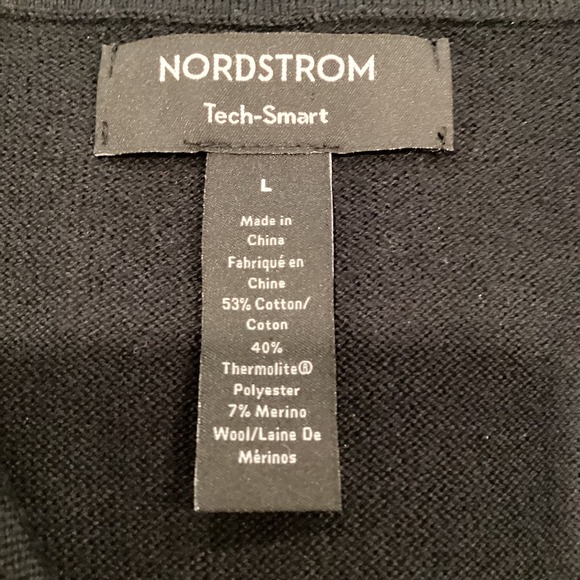 NORDSTROM
Tech-Smart
L
Made in
China
Fabriqué en
Chine
53% Cotton/
Coton
40%
Thermolite®
Polyester
7% Merino
Wool/Laine De
Mérinos